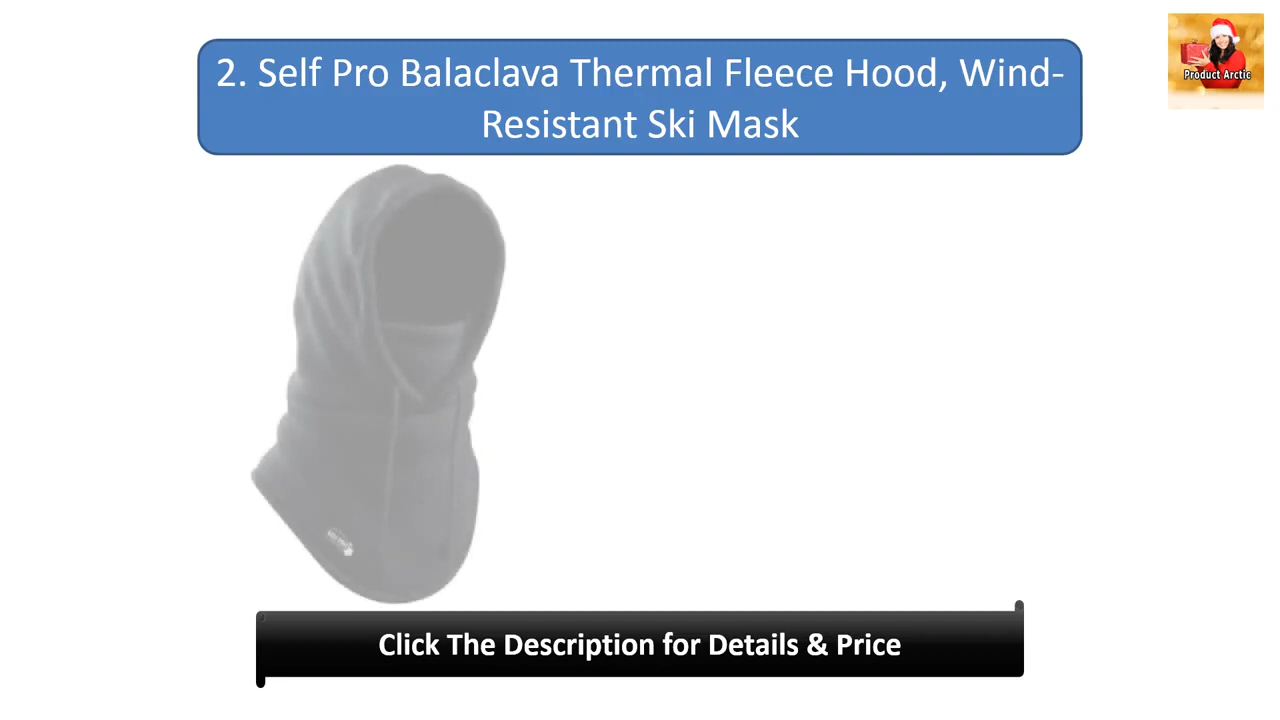 2. Self Pro Balaclava Thermal Fleece Hood, Wind-
Resistant Ski Mask
Product Arctic
Click The Description for Details & Price